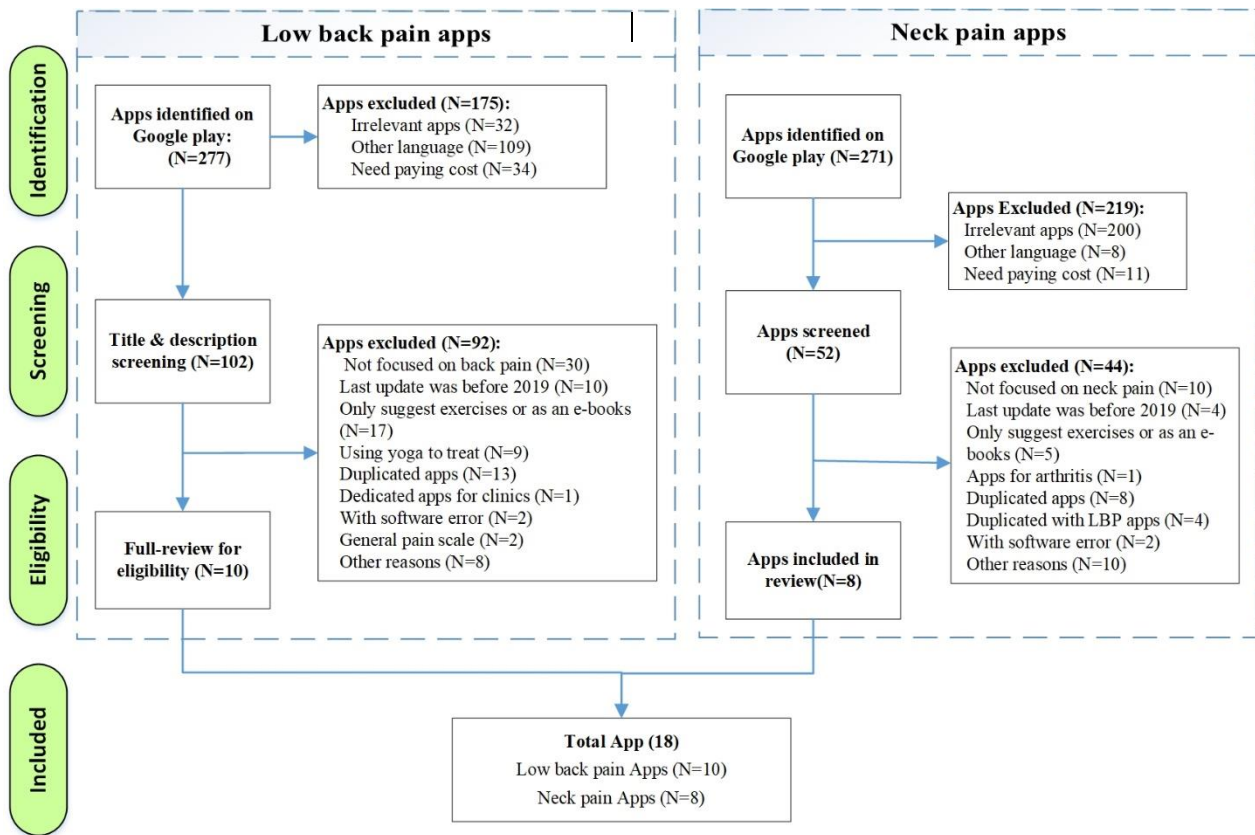 Low back pain apps
Identification
Apps identified on
Google play:
(N=277)
Apps excluded (N=175):
Irrelevant apps (N=32)
Other language (N=109)
Need paying cost (N=34)
Screening
Title & description
screening (N=102)
Apps excluded (N=92):
Not focused on back pain (N=30)
Last update was before 2019 (N=10)
Only suggest exercises or as an e-books
(N=17)
Using yoga to treat (N=9)
Duplicated apps (N=13)
Dedicated apps for clinics (N=1)
With software error (N=2)
General pain scale (N=2)
Other reasons (N=8)
Eligibility
Full-review for
eligibility (N=10)
Neck pain apps
Apps identified on
Google play (N=271)
Apps Excluded (N=219):
Irrelevant apps (N=200)
Other language (N=8)
Need paying cost (N=11)
Apps screened
(N=52)
Apps excluded (N=44):
Not focused on neck pain (N=10)
Last update was before 2019 (N=4)
Only suggest exercises or as an e-
books (N=5)
Apps for arthritis (N=1)
Duplicated apps (N=8)
Duplicated with LBP apps (N=4)
With software error (N=2)
Other reasons (N=10)
Apps included in
review(N=8)
Included
Total App (18)
Low back pain Apps (N=10)
Neck pain Apps (N=8)